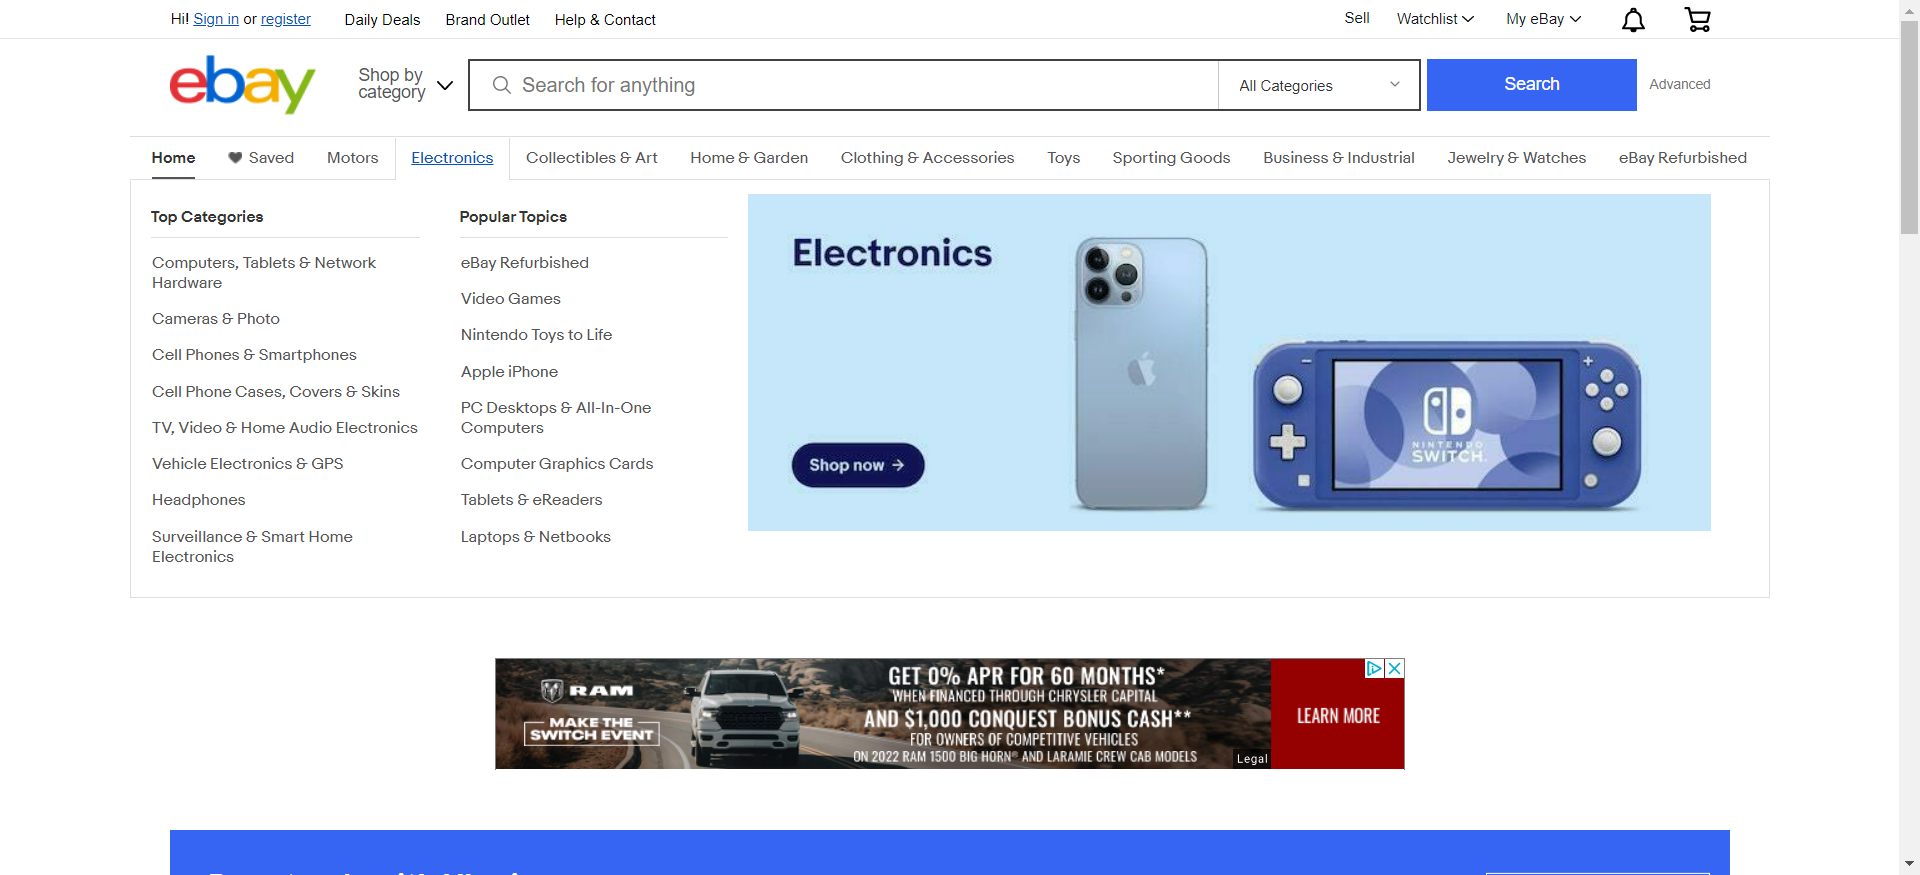 Hi! Sign in or register
Daily Deals
Brand Outlet
Help & Contact
Sell
Watchlist
My eBay
ebay
Shop by
category
Search for anything
All Categories
Search
Advanced
Home
Saved
Motors
Electronics
Collectibles & Art
Home & Garden
Clothing & Accessories
Toys
Sporting Goods
Business & Industrial
Jewelry & Watches
eBay Refurbished
Top Categories
Computers, Tablets & Network
Hardware
Cameras & Photo
Cell Phones & Smartphones
Cell Phone Cases, Covers & Skins
TV, Video & Home Audio Electronics
Vehicle Electronics & GPS
Headphones
Surveillance & Smart Home
Electronics
Popular Topics
eBay Refurbished
Video Games
Nintendo Toys to Life
Apple iPhone
PC Desktops & All-In-One
Computers
Computer Graphics Cards
Tablets & eReaders
Laptops & Netbooks
Electronics
Shop now
NINTENDO
SWITCH.
RAM
MAKE THE
SWITCH EVENT
GET 0% APR FOR 60 MONTHS*
WHEN FINANCED THROUGH CHRYSLER CAPITAL
AND $1,000 CONQUEST BONUS CASH**
FOR OWNERS OF COMPETITIVE VEHICLES
ON 2022 RAM 1500 BIG HORN® AND LARAMIE CREW CAB MODELS
Legal
LEARN MORE